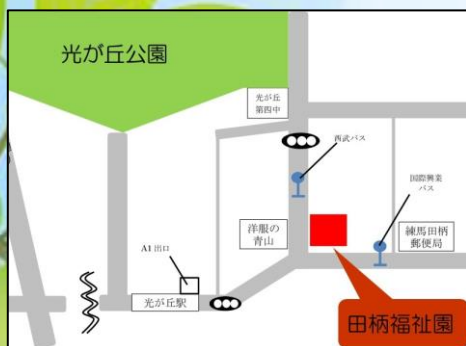 光が丘公園
光が丘
第四中
西武バス
国際興業
バス
洋服の
青山
練馬田柄
郵便局
A1 出口
光が丘駅
田柄福祉園